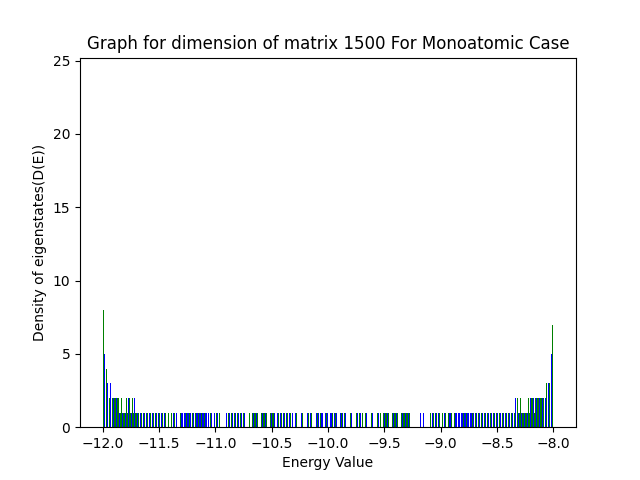 Graph for dimension of matrix 1500 For Monoatomic Case
25
20
15
10
5
0
Density of eigenstates(D(E))
−12.0 −11.5 −11.0 −10.5 −10.0 −9.5 −9.0 −8.5 −8.0
Energy Value